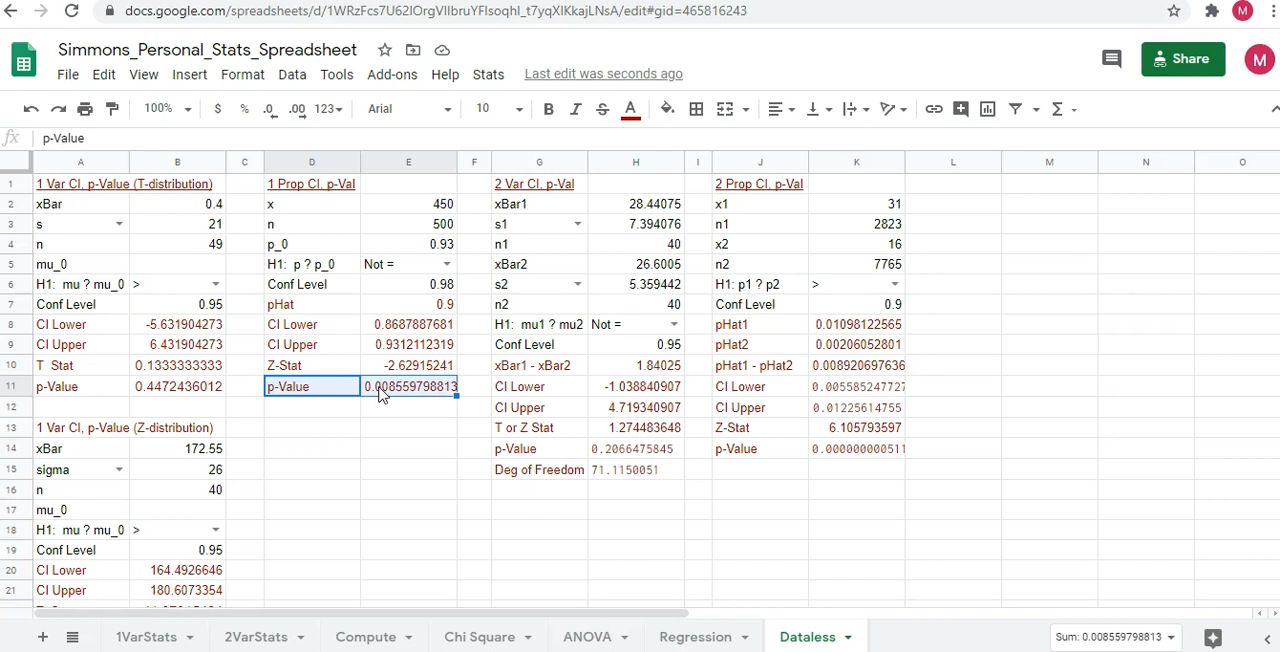 docs.google.com/spreadsheets/d/1WRzFcs7U62IOrgVIIbruYFlsoqhI_t7yqXIKkajLNsA/edit#gid=465816243
M
Simmons_Personal_Stats_Spreadsheet
File Edit View Insert Format Data Tools Add-ons Help Stats Last edit was seconds ago
Share
M
100% $ % .0 .00 123 Arial 10 B I S A
fx p-Value
A B C D E F G H I J K L M N O
1 1 Var CI, p-Value (T-distribution) 1 Prop CI, p-Val 2 Var CI, p-Val 2 Prop CI, p-Val
2 xBar 0.4 x 450 xBar1 28.44075 x1 31
3 s 21 n 500 s1 7.394076 n1 2823
4 n 49 p_0 0.93 n1 40 x2 16
5 mu_0 H1: p ? p_0 Not = xBar2 26.6005 n2 7765
6 H1: mu ? mu_0 > Conf Level 0.98 s2 5.359442 H1: p1 ? p2 >
7 Conf Level 0.95 pHat 0.9 n2 40 Conf Level 0.9
8 CI Lower -5.631904273 CI Lower 0.8687887681 H1: mu1 ? mu2 Not = pHat1 0.01098122565
9 CI Upper 6.431904273 CI Upper 0.9312112319 Conf Level 0.95 pHat2 0.00206052801
10 T Stat 0.1333333333 Z-Stat -2.62915241 xBar1 - xBar2 1.84025 pHat1 - pHat2 0.008920697636
11 p-Value 0.4472436012 p-Value 0.008559798813 CI Lower -1.038840907 CI Lower 0.005585247727
12 CI Upper 4.719340907 CI Upper 0.01225614755
13 1 Var CI, p-Value (Z-distribution) T or Z Stat 1.274483648 Z-Stat 6.105793597
14 xBar 172.55 p-Value 0.2066475845 p-Value 0.000000000511
15 sigma 26 Deg of Freedom 71.1150051
16 n 40
17 mu_0
18 H1: mu ? mu_0 >
19 Conf Level 0.95
20 CI Lower 164.4926646
21 CI Upper 180.6073354
1VarStats 2VarStats Compute Chi Square ANOVA Regression Dataless Sum: 0.008559798813